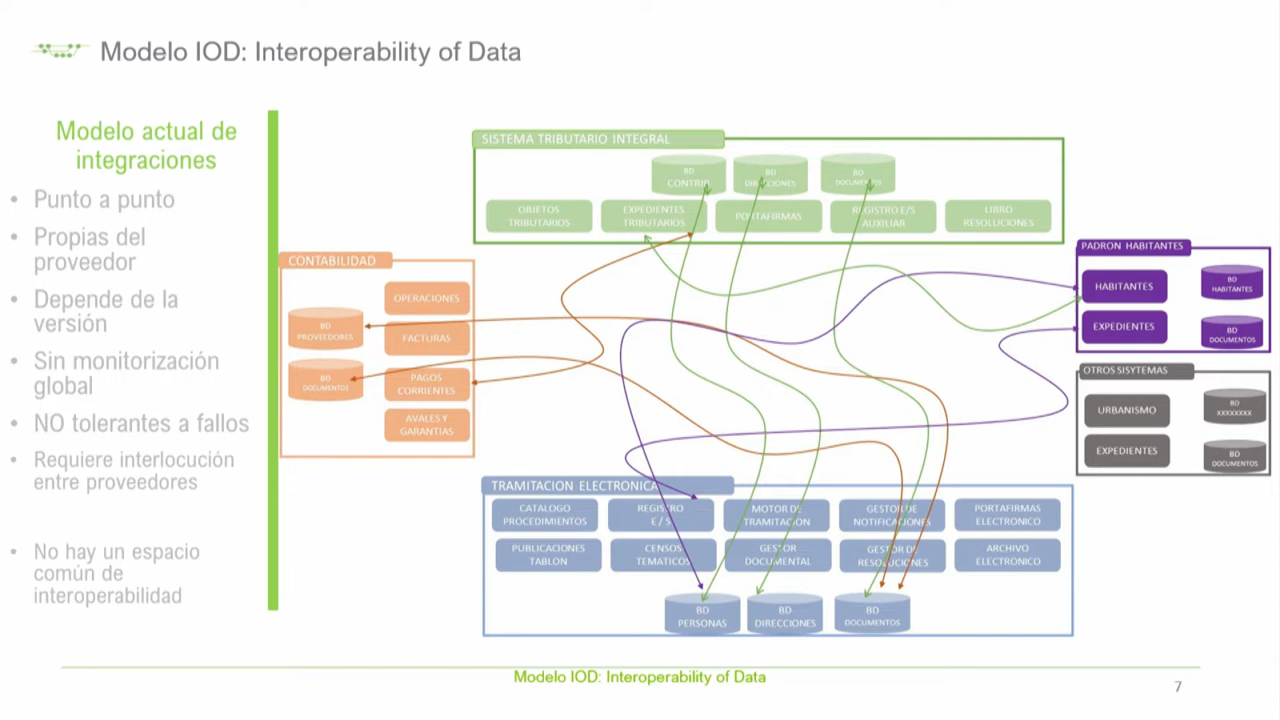 Modelo IOD: Interoperability of Data
Modelo actual de
integraciones
• Punto a punto
• Propias del
proveedor
• Depende de la
versión
• Sin monitorización
global
• NO tolerantes a fallos
• Requiere interlocución
entre proveedores
• No hay un espacio
común de
interoperabilidad
SISTEMA TRIBUTARIO INTEGRAL
BD
CONTRIB
BD
DIRECCIONES
BD
DOCUMENTOS
OBJETOS
TRIBUTARIOS
EXPEDIENTES
TRIBUTARIOS
PORTAFIRMAS
REGISTRO E/S
AUXILIAR
LIBRO
RESOLUCIONES
CONTABILIDAD
OPERACIONES
BD
PROVEEDORES
FACTURAS
BD
DOCUMENTOS
PAGOS
CORRIENTES
AVALES Y
GARANTIAS
PADRON HABITANTES
HABITANTES
BD
HABITANTES
EXPEDIENTES
BD
DOCUMENTOS
OTROS SISYTEMAS
URBANISMO
BD
XXXXXXXX
EXPEDIENTES
BD
DOCUMENTOS
TRAMITACION ELECTRONICA
CATALOGO
PROCEDIMIENTOS
REGISTRO
E / S
MOTOR DE
TRAMITACION
GESTOR DE
NOTIFICACIONES
PORTAFIRMAS
ELECTRONICO
PUBLICACIONES
TABLON
CENSOS
TEMATICOS
GESTOR
DOCUMENTAL
GESTOR DE
RESOLUCIONES
ARCHIVO
ELECTRONICO
BD
PERSONAS
BD
DIRECCIONES
BD
DOCUMENTOS
Modelo IOD: Interoperability of Data
7